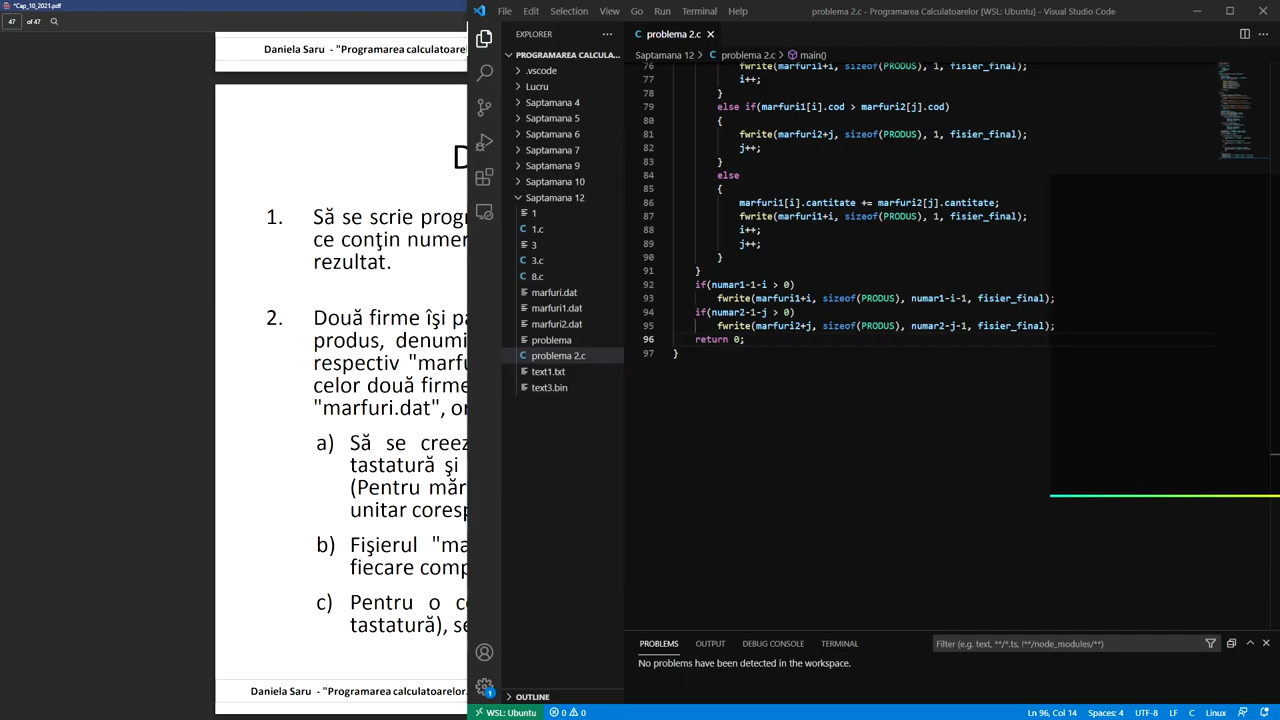 *Cap_10_2021.pdf
47 of 47
Daniela Saru - "Programarea calculatoarel
D
1. Să se scrie progr
ce conţin numer
rezultat.
2. Două firme îşi pă
produs, denumi
respectiv "marfu
celor două firme
"marfuri.dat", or
a) Să se creez
tastatură şi
(Pentru măr
unitar coresp
b) Fişierul "ma
fiecare comp
c) Pentru o co
tastatură), se
Daniela Saru - "Programarea calculatoarelor.
File Edit Selection View Go Run Terminal Help
problema 2.c - Programarea Calculatoarelor [WSL: Ubuntu] - Visual Studio Code
EXPLORER
PROGRAMAREA CALCULA...
.vscode
Lucru
Saptamana 4
Saptamana 5
Saptamana 6
Saptamana 7
Saptamana 9
Saptamana 10
Saptamana 12
1
C 1.c
3
C 3.c
C 8.c
marfuri.dat
marfuri1.dat
marfuri2.dat
problema
C problema 2.c
text1.txt
text3.bin
OUTLINE
C problema 2.c
Saptamana 12 > C problema 2.c > main()
76 fwrite(marfuri1+i, sizeof(PRODUS), 1, fisier_final);
77 i++;
78 }
79 else if(marfuri1[i].cod > marfuri2[j].cod)
80 {
81 fwrite(marfuri2+j, sizeof(PRODUS), 1, fisier_final);
82 j++;
83 }
84 else
85 {
86 marfuri1[i].cantitate += marfuri2[j].cantitate;
87 fwrite(marfuri1+i, sizeof(PRODUS), 1, fisier_final);
88 i++;
89 j++;
90 }
91 }
92 if(numar1-1-i > 0)
93 fwrite(marfuri1+i, sizeof(PRODUS), numar1-i-1, fisier_final);
94 if(numar2-1-j > 0)
95 fwrite(marfuri2+j, sizeof(PRODUS), numar2-j-1, fisier_final);
96 return 0;
97 }
PROBLEMS OUTPUT DEBUG CONSOLE TERMINAL
Filter (e.g. text, **/*.ts, !**/node_modules/**)
No problems have been detected in the workspace.
1
WSL: Ubuntu 0 0
Ln 96, Col 14 Spaces: 4 UTF-8 LF C Linux